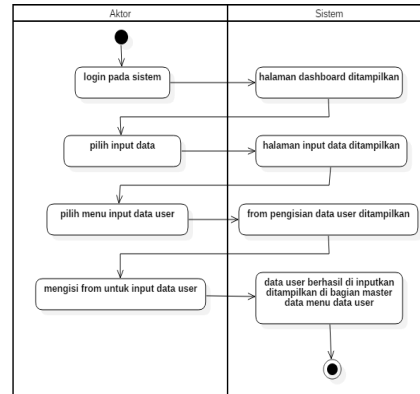 Aktor
Sistem
login pada sistem
halaman dashboard ditampilkan
pilih input data
halaman input data ditampilkan
pilih menu input data user
from pengisian data user ditampilkan
mengisi from untuk input data user
data user berhasil di inputkan
ditampilkan di bagian master
data menu data user